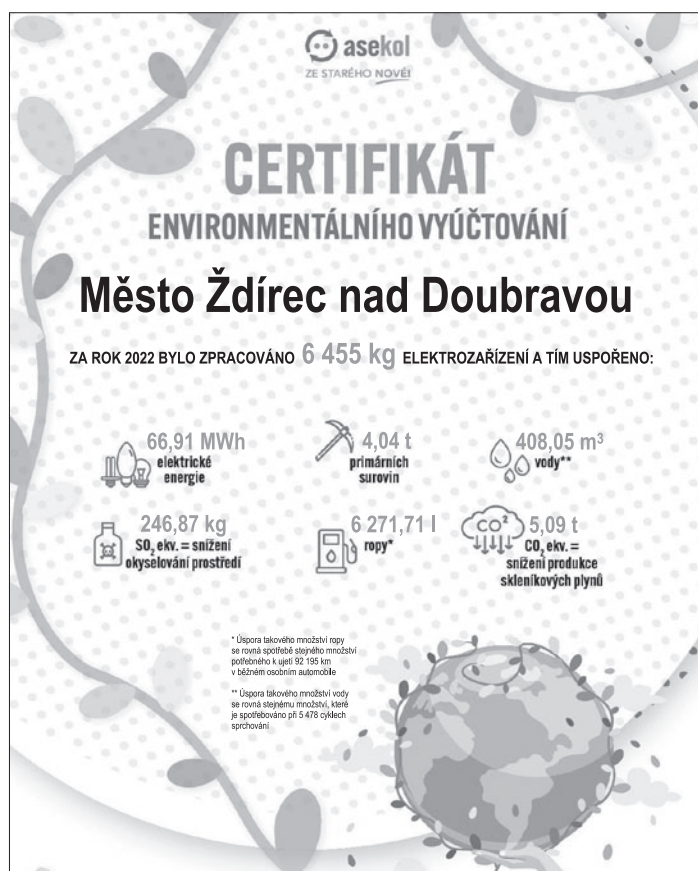 asekol
ZE STARÉHO NOVÉ!
CERTIFIKÁT
ENVIRONMENTÁLNÍHO VYÚČTOVÁNÍ
Město Ždírec nad Doubravou
ZA ROK 2022 BYLO ZPRACOVÁNO 6 455 kg ELEKTROZAŘÍZENÍ A TÍM USPOŘENO:
66,91 MWh
elektrické
energie
4,04 t
primárních
surovin
408,05 m³
vody**
246,87 kg
SO₂ ekv. = snížení
okyselování prostředí
6 271,71 l
ropy*
CO²
5,09 t
CO₂ ekv. =
snížení produkce
skleníkových plynů
* Úspora takového množství ropy
se rovná spotřebě stejného množství
potřebného k ujetí 92 195 km
v běžném osobním automobile
** Úspora takového množství vody
se rovná stejnému množství, které
je spotřebováno při 5 478 cyklech
sprchování